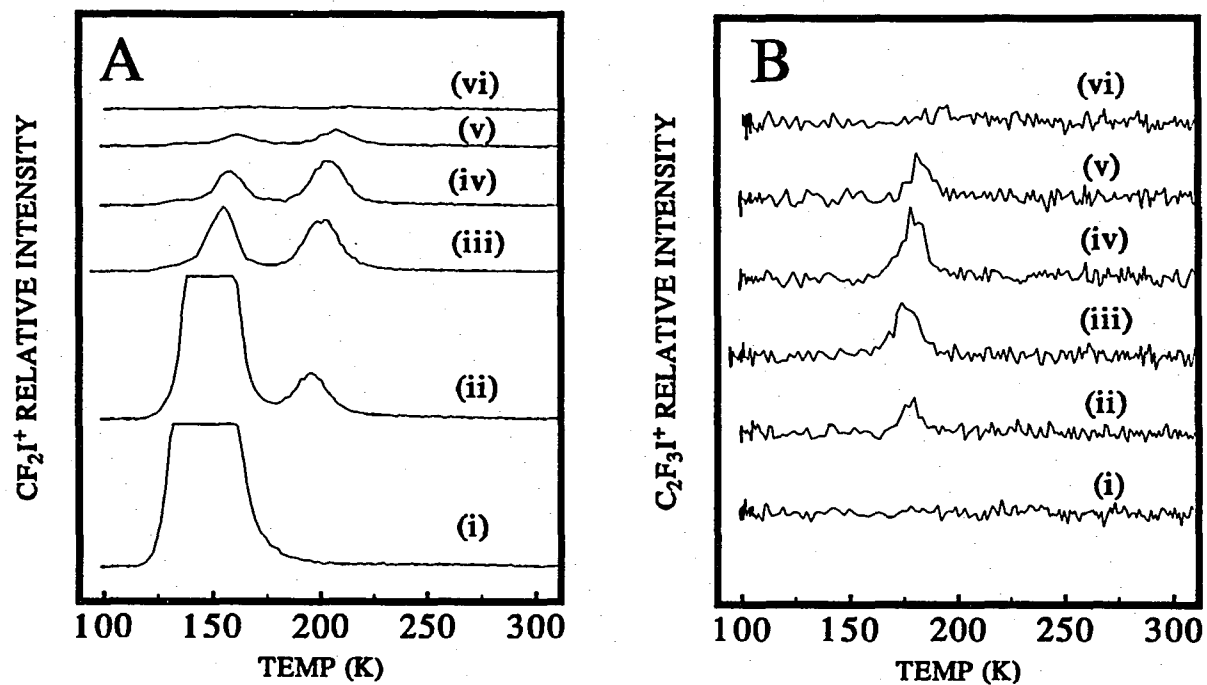 A
CF₂I⁺ RELATIVE INTENSITY
(vi)
(v)
(iv)
(iii)
(ii)
(i)
100 150 200 250 300
TEMP (K)
B
C₂F₃I⁺ RELATIVE INTENSITY
(vi)
(v)
(iv)
(iii)
(ii)
(i)
100 150 200 250 300
TEMP (K)